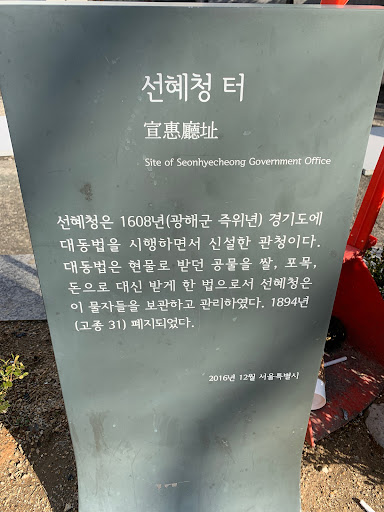 선혜청 터
宣惠廳址
Site of Seonhyecheong Government Office
선혜청은 1608년(광해군 즉위년) 경기도에
대동법을 시행하면서 신설한 관청이다.
대동법은 현물로 받던 공물을 쌀, 포목,
돈으로 대신 받게 한 법으로서 선혜청은
이 물자들을 보관하고 관리하였다. 1894년
(고종 31) 폐지되었다.
2016년 12월 서울특별시